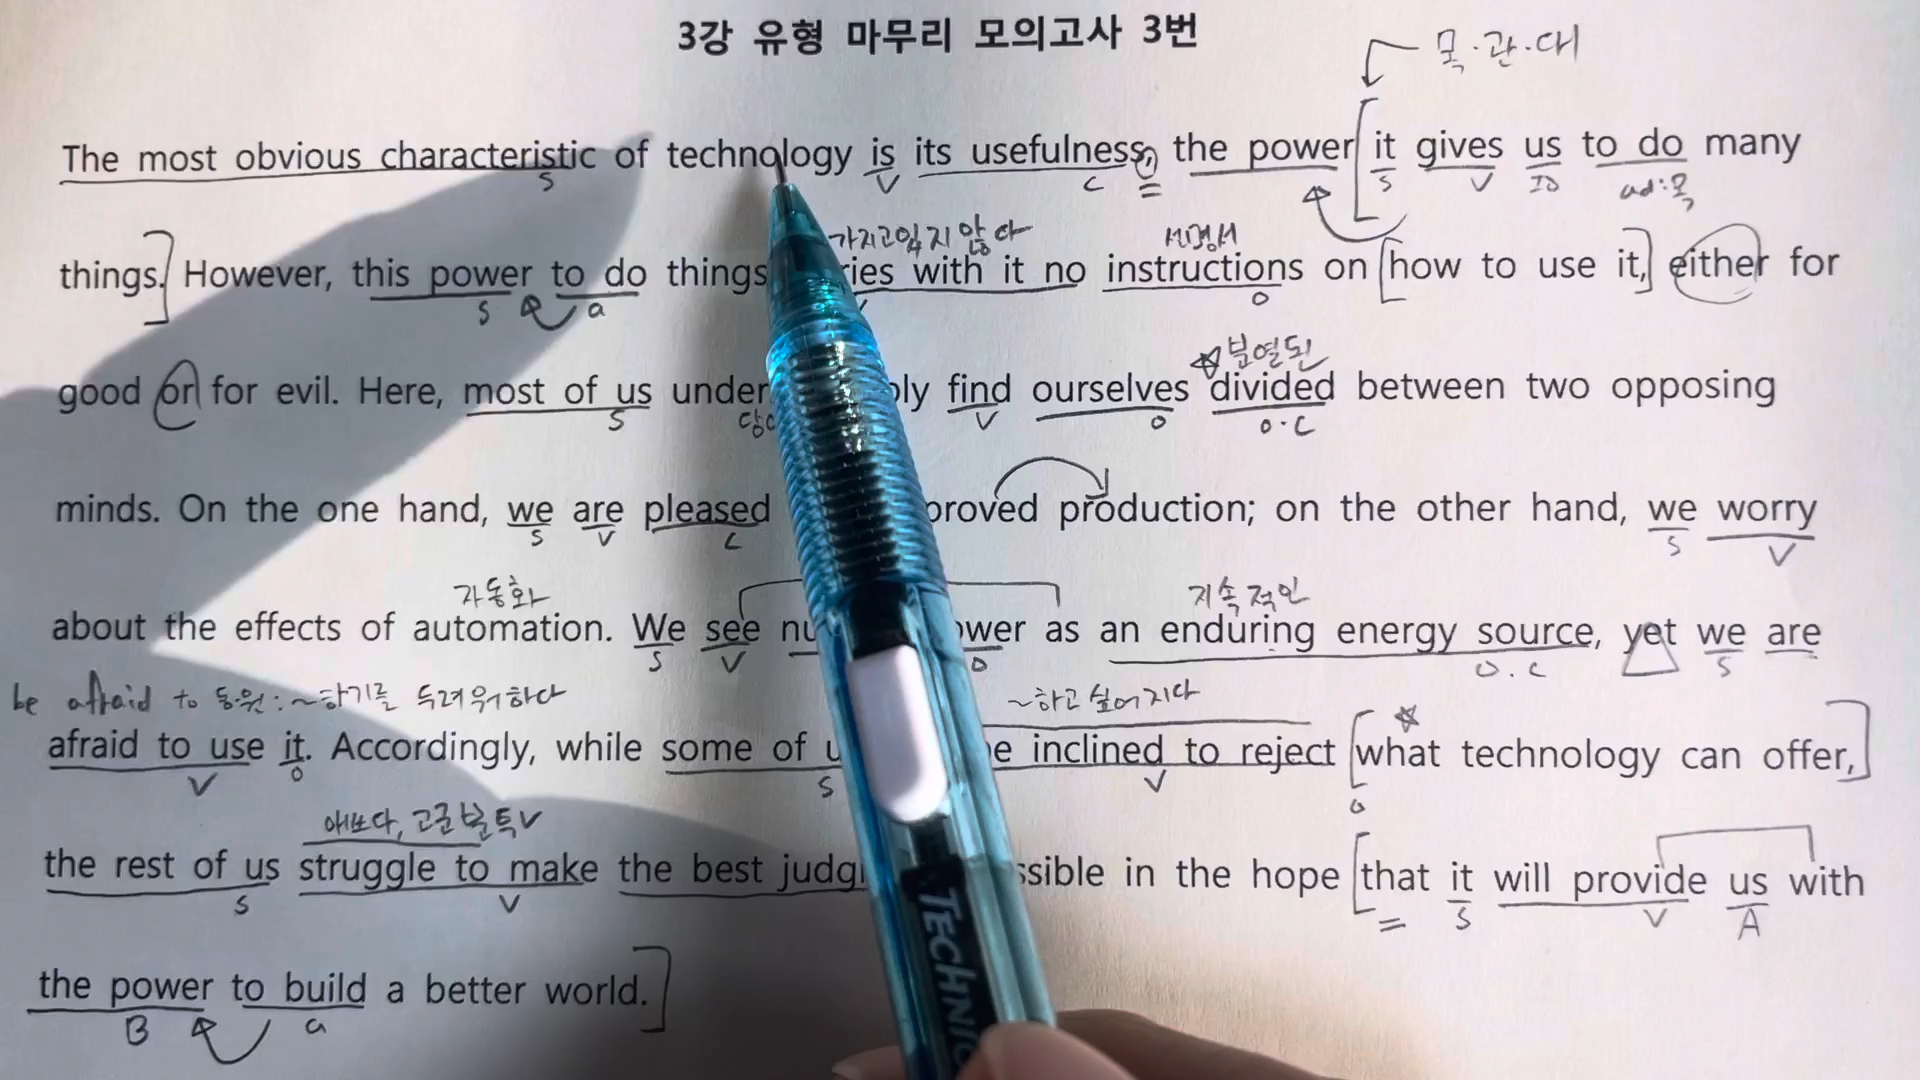 3강 유형 마무리 모의고사 3번
목·관·대
The most obvious characteristic of technology is its usefulness, the power [it gives us to do many
S V C = S V IO ad:목
가지고있지 않다 설명서
things.] However, this power to do things with it no instructions on [how to use it,] either for
S a O
분열된
good or for evil. Here, most of us find ourselves divided between two opposing
S V O O·C
minds. On the one hand, we are pleased production; on the other hand, we worry
S V C S V
자동화 지속적인
about the effects of automation. We see as an enduring energy source, yet we are
S V O O.C S
be afraid to 동원:~하기를 두려워하다 ~하고 싶어지다
afraid to use it. Accordingly, while some of inclined to reject [what technology can offer,]
V O S V O
애쓰다, 고군분투V
the rest of us struggle to make the best in the hope [that it will provide us with
S V = S V A
the power to build a better world.]
B a
TECHNI